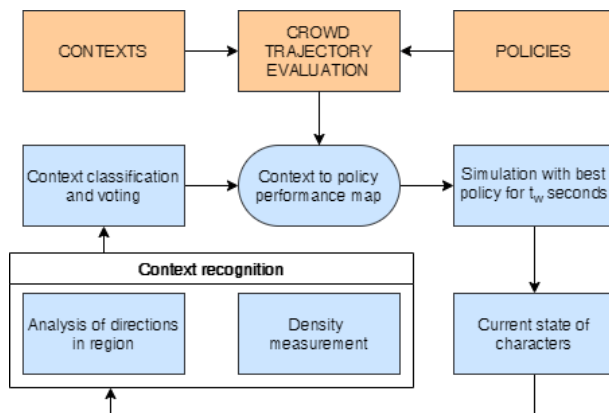 CONTEXTS
CROWD
TRAJECTORY
EVALUATION
POLICIES
Context classification
and voting
Context to policy
performance map
Simulation with best
policy for t_w seconds
Context recognition
Analysis of directions
in region
Density
measurement
Current state of
characters